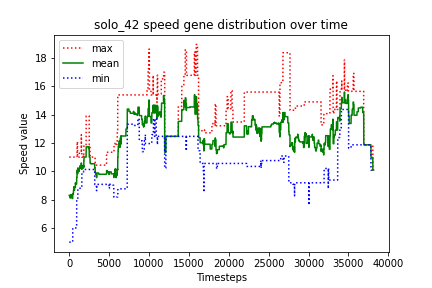 solo_42 speed gene distribution over time
max
mean
min
Speed value
18
16
14
12
10
8
6
0 5000 10000 15000 20000 25000 30000 35000 40000
Timesteps